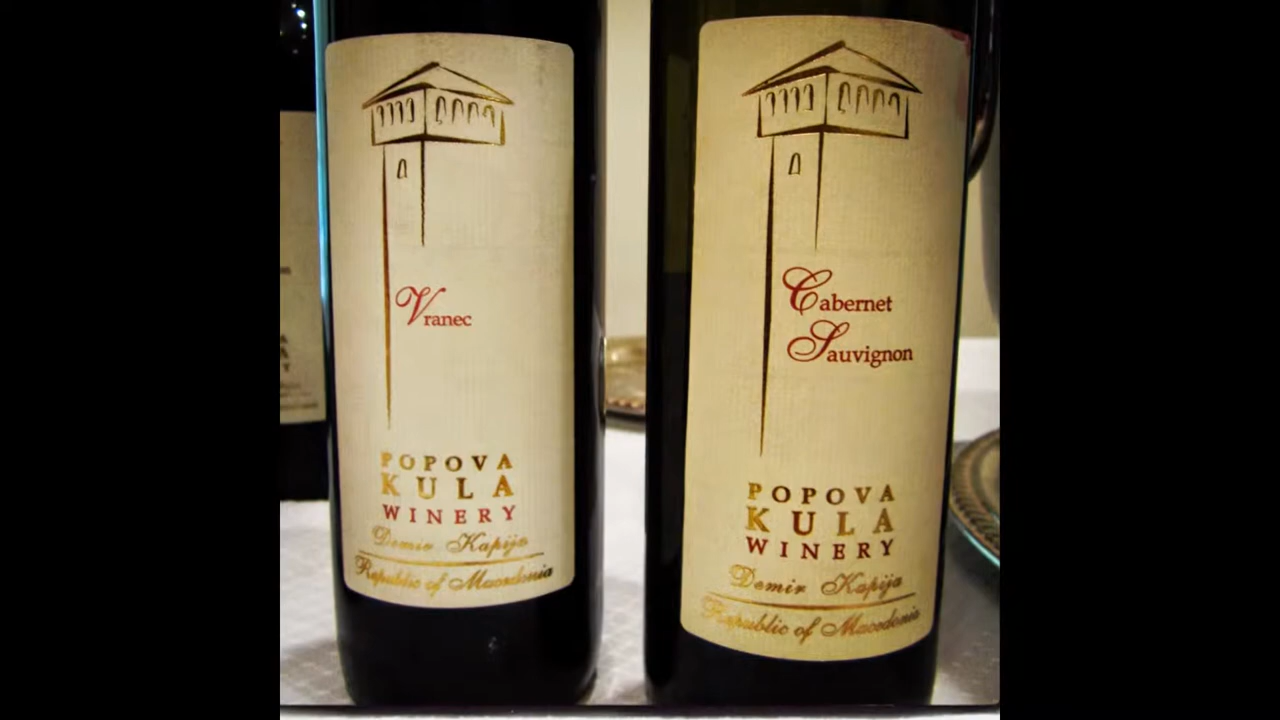 Vranec
POPOVA
KULA
WINERY
Demir Kapija
Republic of Macedonia
Cabernet
Sauvignon
POPOVA
KULA
WINERY
Demir Kapija
Republic of Macedonia